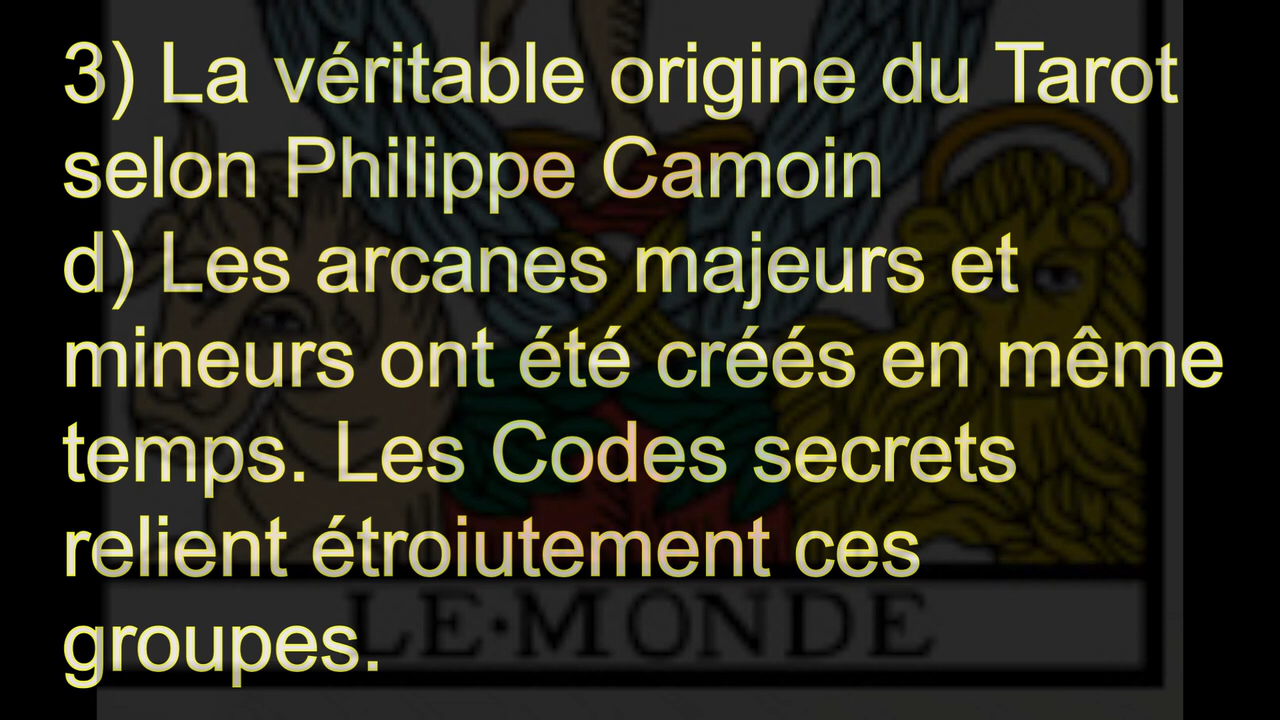 3) La véritable origine du Tarot
selon Philippe Camoin
d) Les arcanes majeurs et
mineurs ont été créés en même
temps. Les Codes secrets
relient étroiutement ces
groupes.
LE·MONDE